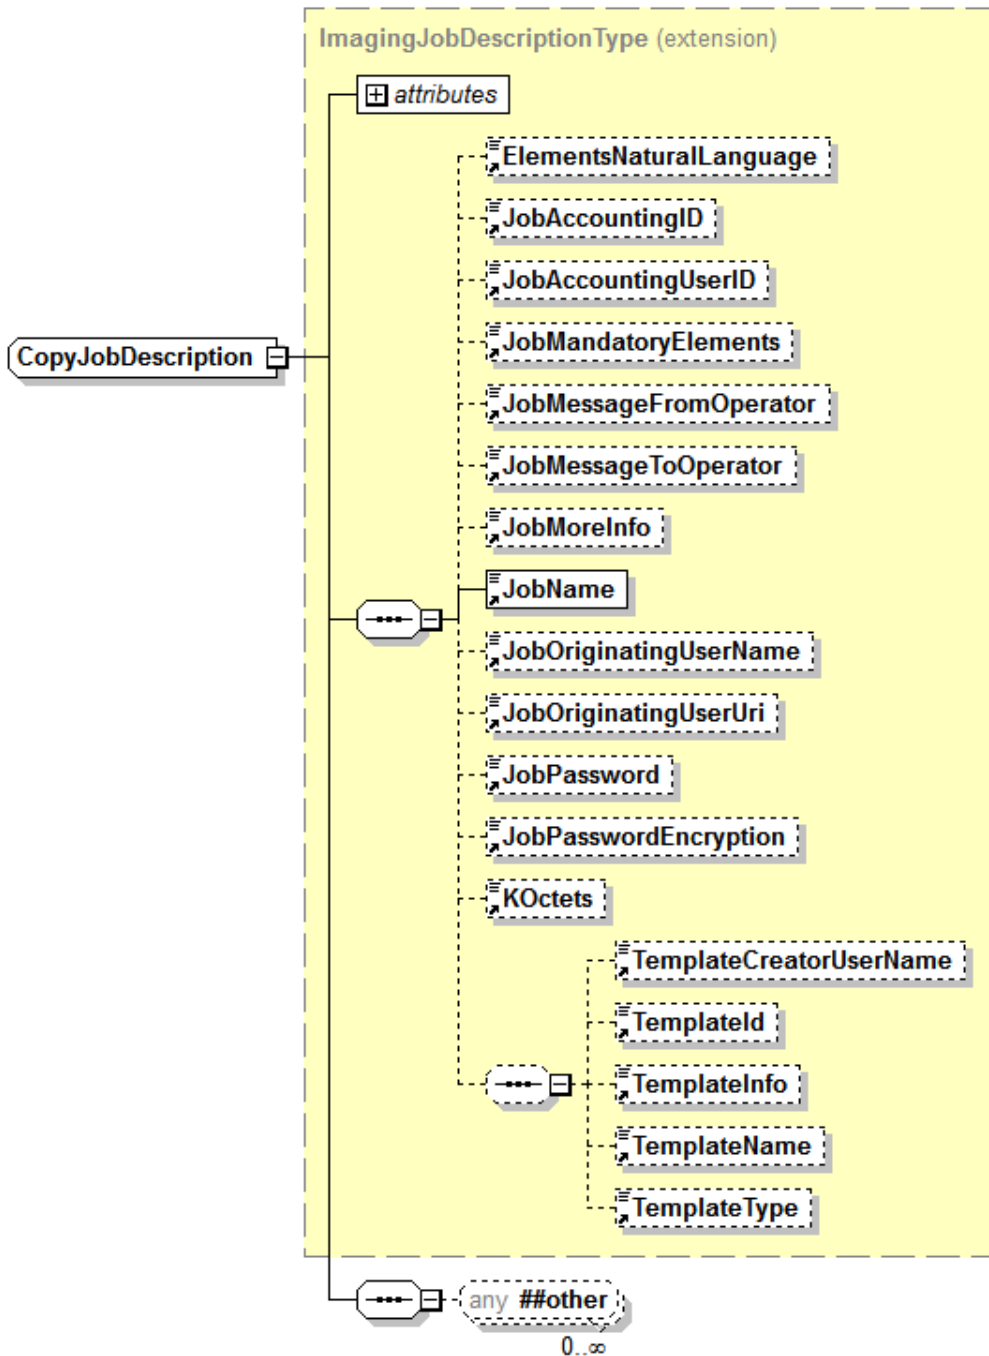 ImagingJobDescriptionType (extension)
attributes
ElementsNaturalLanguage
JobAccountingID
JobAccountingUserID
JobMandatoryElements
CopyJobDescription
JobMessageFromOperator
JobMessageToOperator
JobMoreInfo
JobName
JobOriginatingUserName
JobOriginatingUserUri
JobPassword
JobPasswordEncryption
KOctets
TemplateCreatorUserName
TemplateId
TemplateInfo
TemplateName
TemplateType
any ##other
0..∞